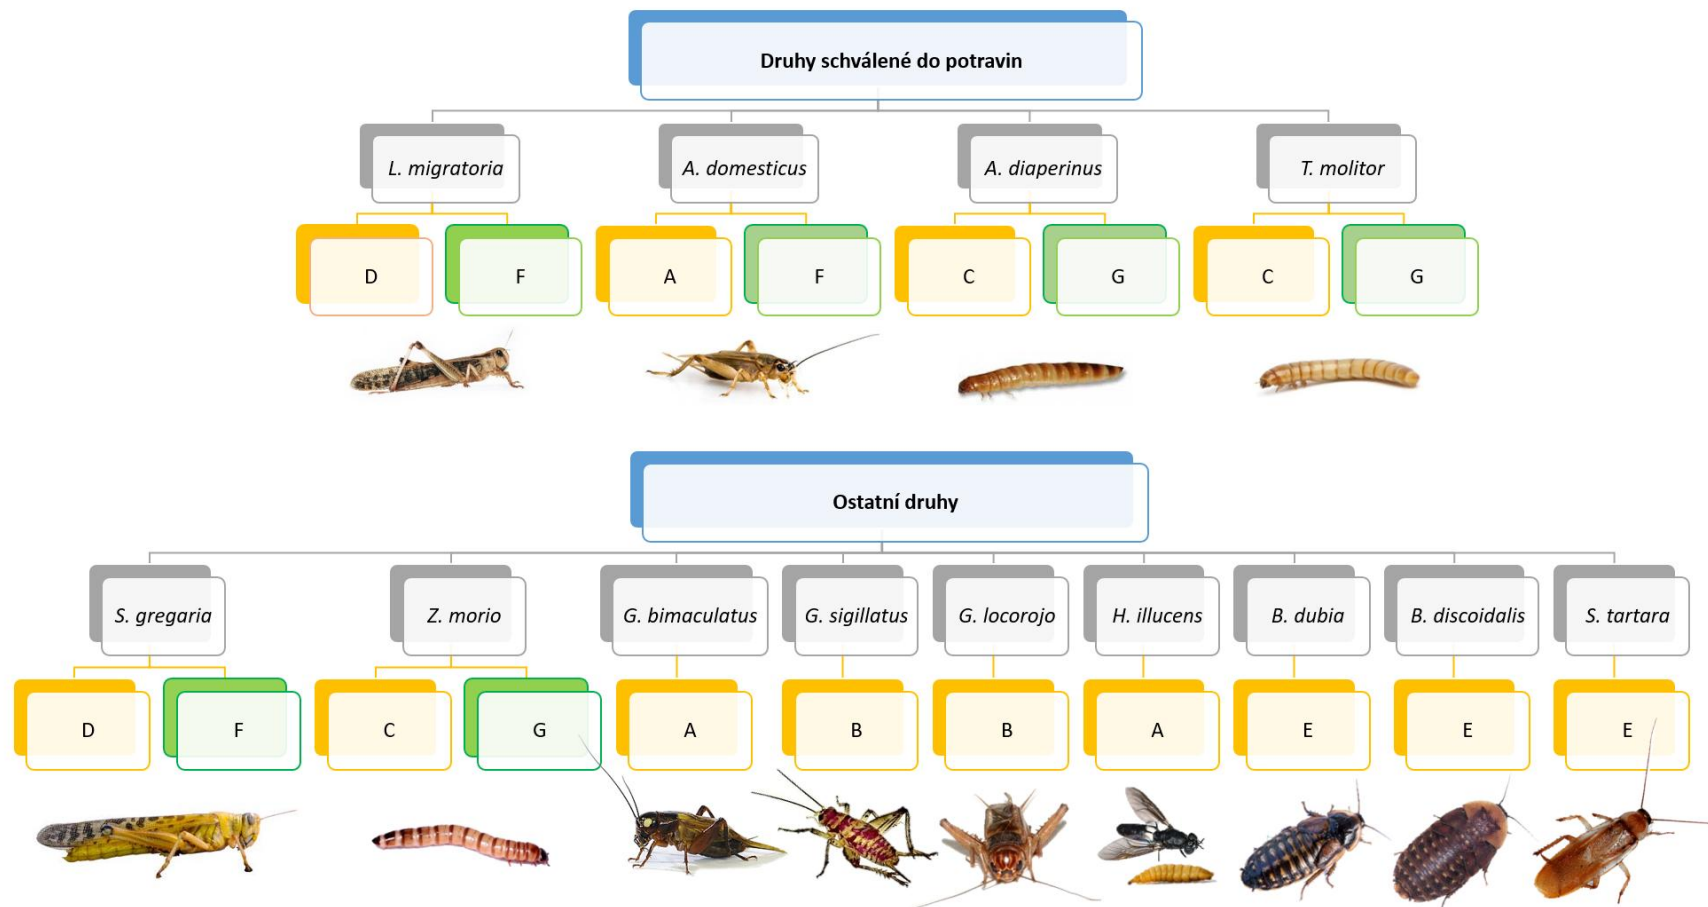 Druhy schválené do potravin
L. migratoria
A. domesticus
A. diaperinus
T. molitor
D
F
A
F
C
G
C
G
Ostatní druhy
S. gregaria
Z. morio
G. bimaculatus
G. sigillatus
G. locorojo
H. illucens
B. dubia
B. discoidalis
S. tartara
D
F
C
G
A
B
B
A
E
E
E